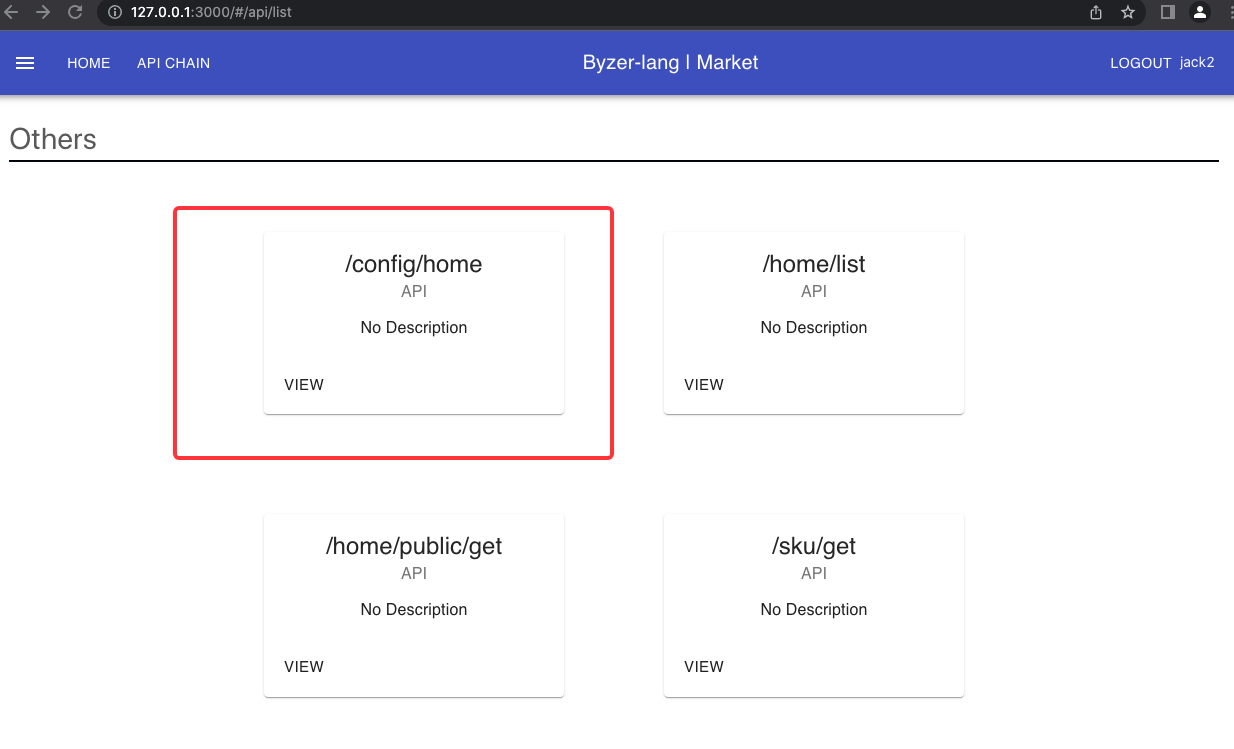 127.0.0.1:3000/#/api/list
HOME API CHAIN Byzer-lang | Market LOGOUT jack2
Others
/config/home
API
No Description
VIEW
/home/list
API
No Description
VIEW
/home/public/get
API
No Description
VIEW
/sku/get
API
No Description
VIEW